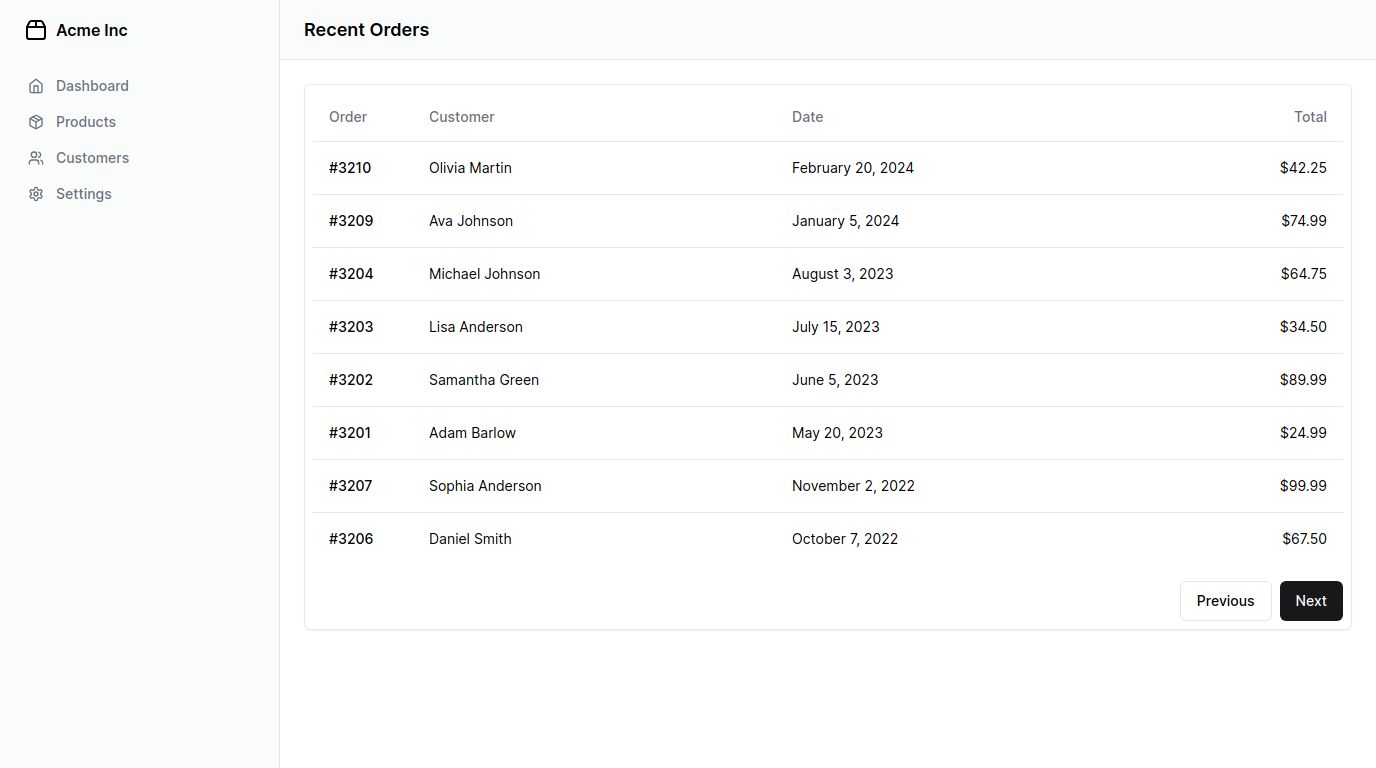 Acme Inc
Dashboard
Products
Customers
Settings
Recent Orders
Order Customer Date Total
#3210 Olivia Martin February 20, 2024 $42.25
#3209 Ava Johnson January 5, 2024 $74.99
#3204 Michael Johnson August 3, 2023 $64.75
#3203 Lisa Anderson July 15, 2023 $34.50
#3202 Samantha Green June 5, 2023 $89.99
#3201 Adam Barlow May 20, 2023 $24.99
#3207 Sophia Anderson November 2, 2022 $99.99
#3206 Daniel Smith October 7, 2022 $67.50
Previous Next